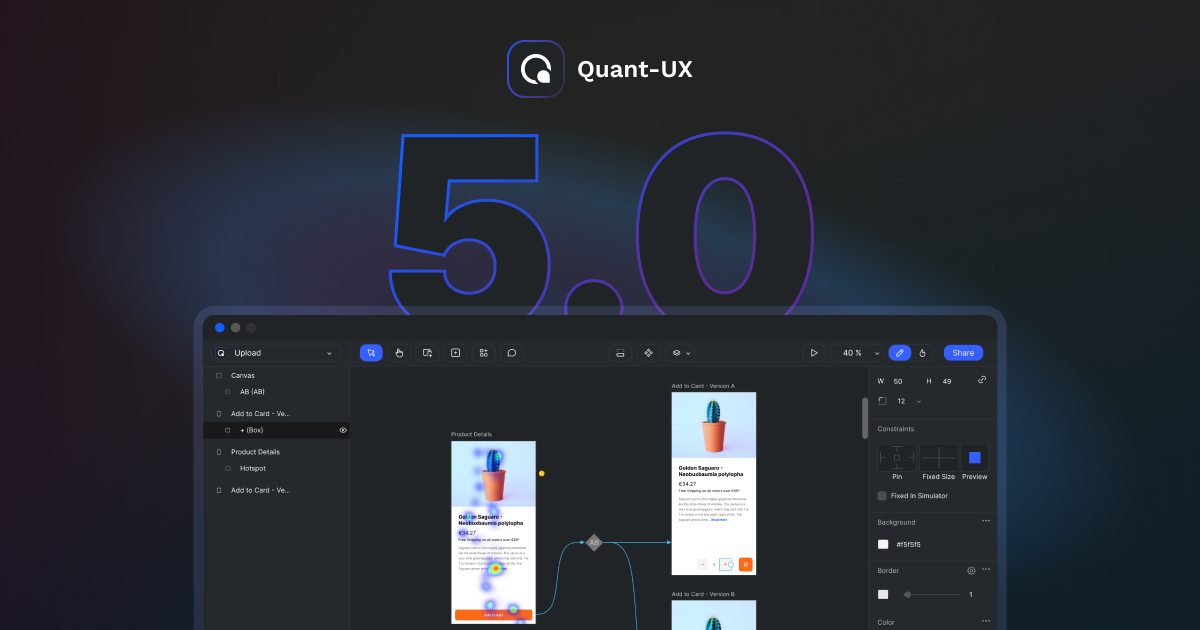 Quant-UX
5.0
Upload
40 %
Share
Canvas
AB (AB)
Add to Card - Ve...
+ (Box)
Product Details
Hotspot
Add to Card - Ve...
Product Details
Golden Saguaro -
Neobuxbaumia polylopha
€34.27
Free Shipping on all orders over €50*
Add to Card - Version A
Golden Saguaro -
Neobuxbaumia polylopha
€34.27
Free Shipping on all orders over €50*
AB
Add to Card - Version B
W 50 H 49
12
Constraints
Pin Fixed Size Preview
Fixed In Simulator
Background
#f5f5f5
Border
1
Color